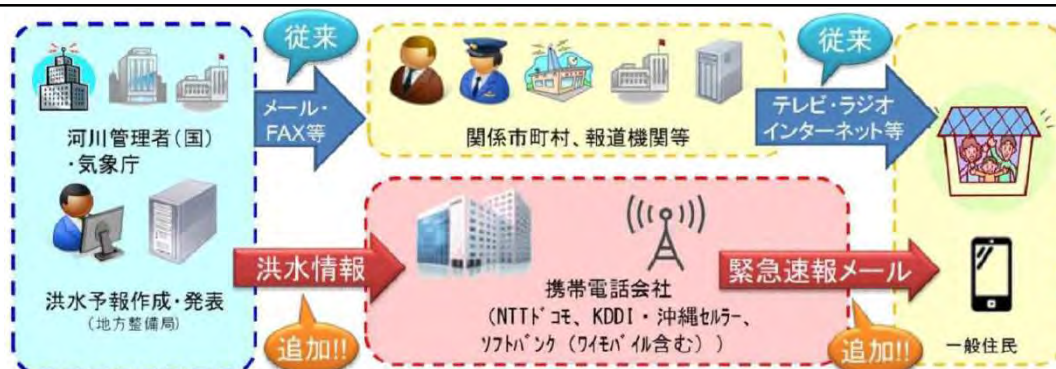 従来
メール・
FAX等
河川管理者(国)
・気象庁
洪水予報作成・発表
(地方整備局)
関係市町村、報道機関等
従来
テレビ・ラジオ
インターネット等
洪水情報
追加!!
携帯電話会社
(NTTドコモ、KDDI・沖縄セルラー、
ソフトバンク(ワイモバイル含む))
緊急速報メール
追加!!
一般住民